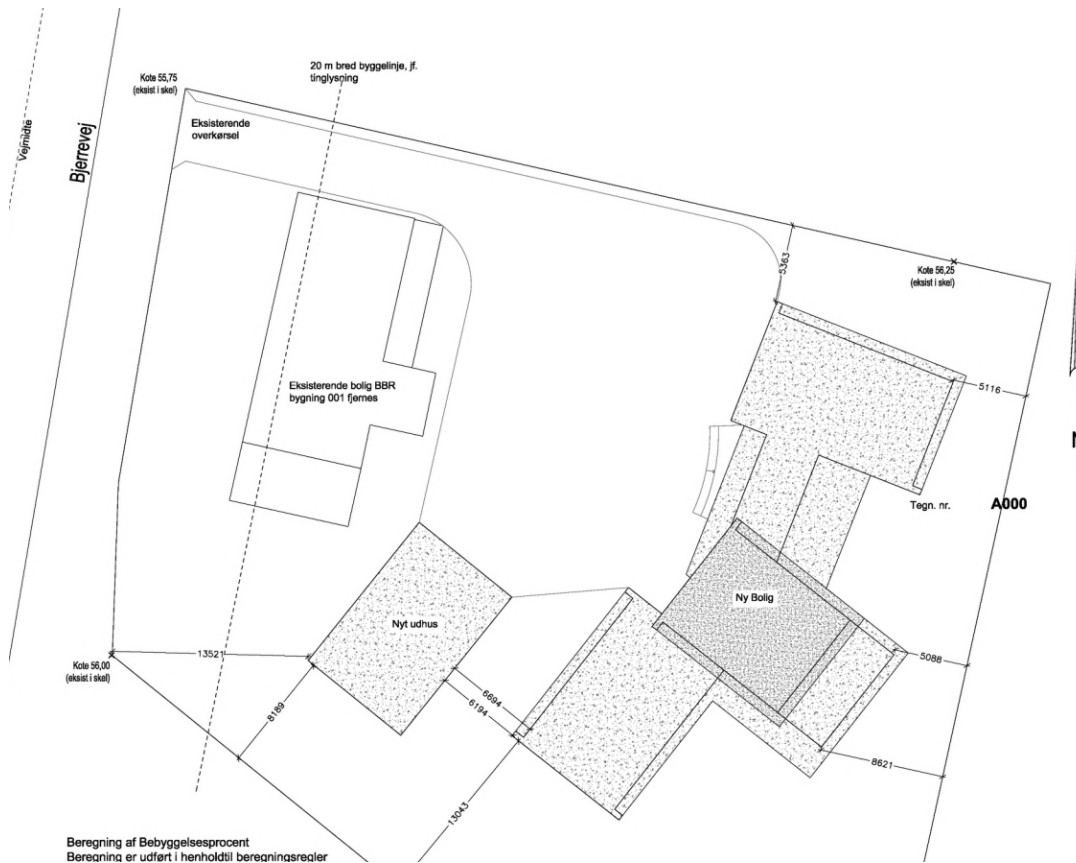 20 m bred byggelinje, jf.
tinglysning
Kote 55,75
(eksist i skel)
Eksisterende
overkørsel
Vejmidte
Bjerrevej
5363
Kote 56,25
(eksist i skel)
5116
Eksisterende bolig BBR
bygning 001 fjernes
Tegn. nr.
A000
Ny Bolig
Nyt udhus
13521
Kote 56,00
(eksist i skel)
5088
8189
6694
6194
8621
13043
Beregning af Bebyggelsesprocent
Beregning er udført i henholdtil beregningsregler